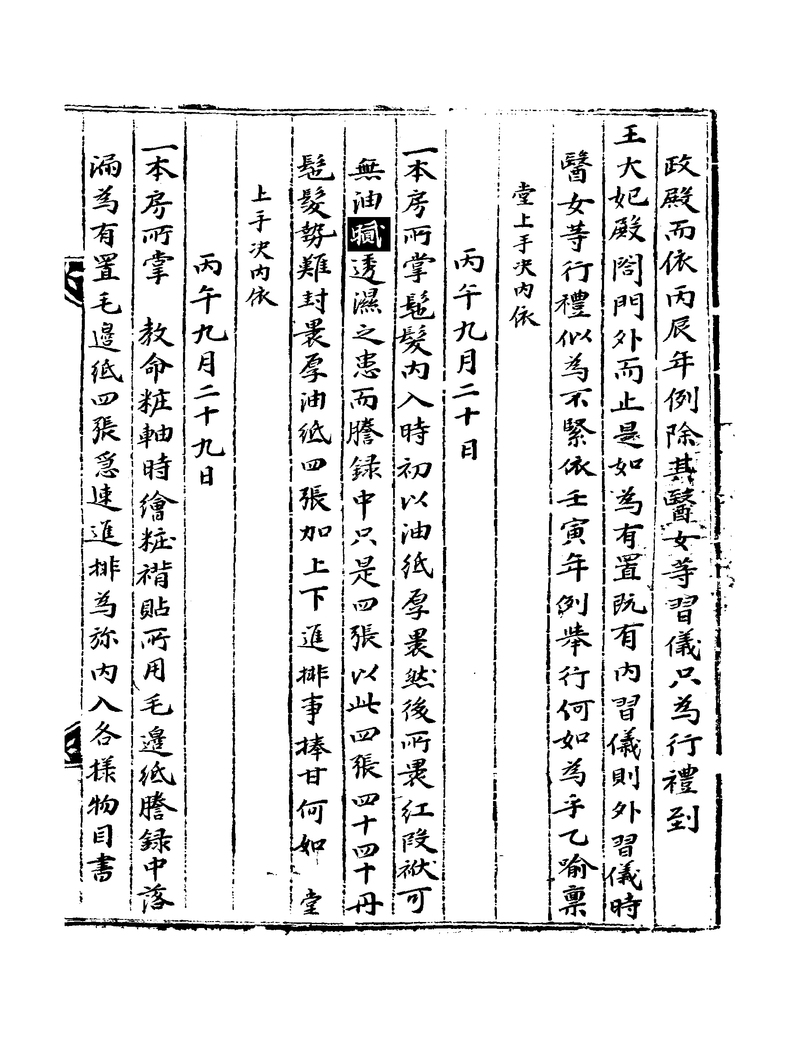 政殿而依丙辰年例除其醫女等習儀只為行禮到
王大妃殿閤門外而止是如為有置旣有內習儀則外習儀時
醫女等行禮似為不緊依壬寅年例舉行何如為乎乙喻稟
堂上手决內依
丙午九月二十日
一本房所掌髢髮內入時初以油紙厚裹然後所裹紅段袱可
無油膱透濕之患而謄錄中只是四張以此四張四十四十丹
髢髮勢難封裹厚油紙四張加上下進排事捧甘何如 堂
上手决內依
丙午九月二十九日
一本房所掌 敎命粧軸時繪粧褙貼所用毛邊紙謄錄中落
漏為有置毛邊紙四張爲速進排為旀內入各樣物目書